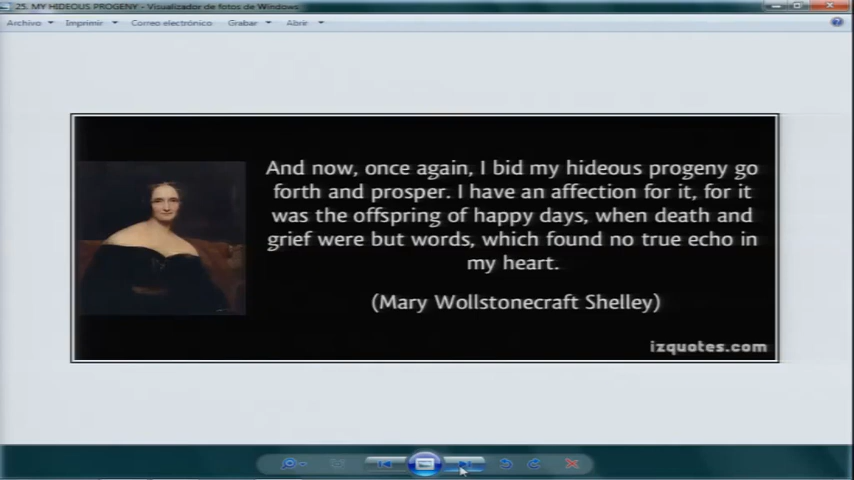 25. MY HIDEOUS PROGENY - Visualizador de fotos de Windows
Archivo Imprimir Correo electrónico Grabar Abrir
And now, once again, I bid my hideous progeny go
forth and prosper. I have an affection for it, for it
was the offspring of happy days, when death and
grief were but words, which found no true echo in
my heart.
(Mary Wollstonecraft Shelley)
izquotes.com